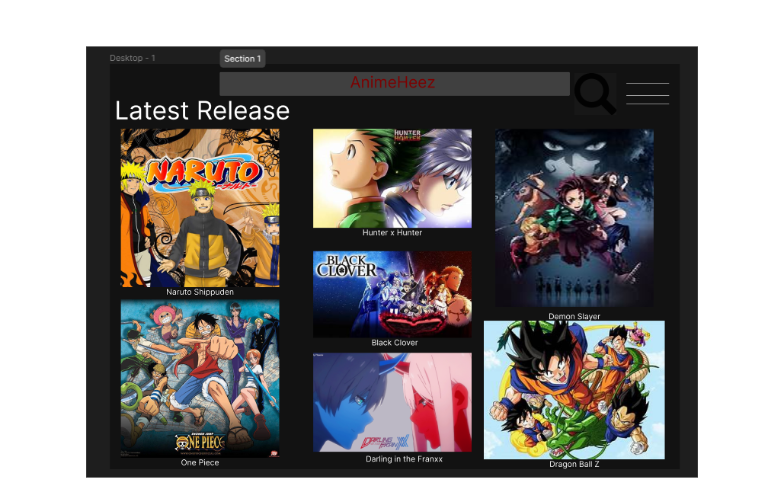 Desktop - 1
Section 1
AnimeHeez
Latest Release
NARUTO
Naruto Shippuden
HUNTER
HUNTER
Hunter x Hunter
Demon Slayer
BLACK
CLOVER
Black Clover
ONE PIECE
One Piece
DARLING
Darling in the Franxx
Dragon Ball Z